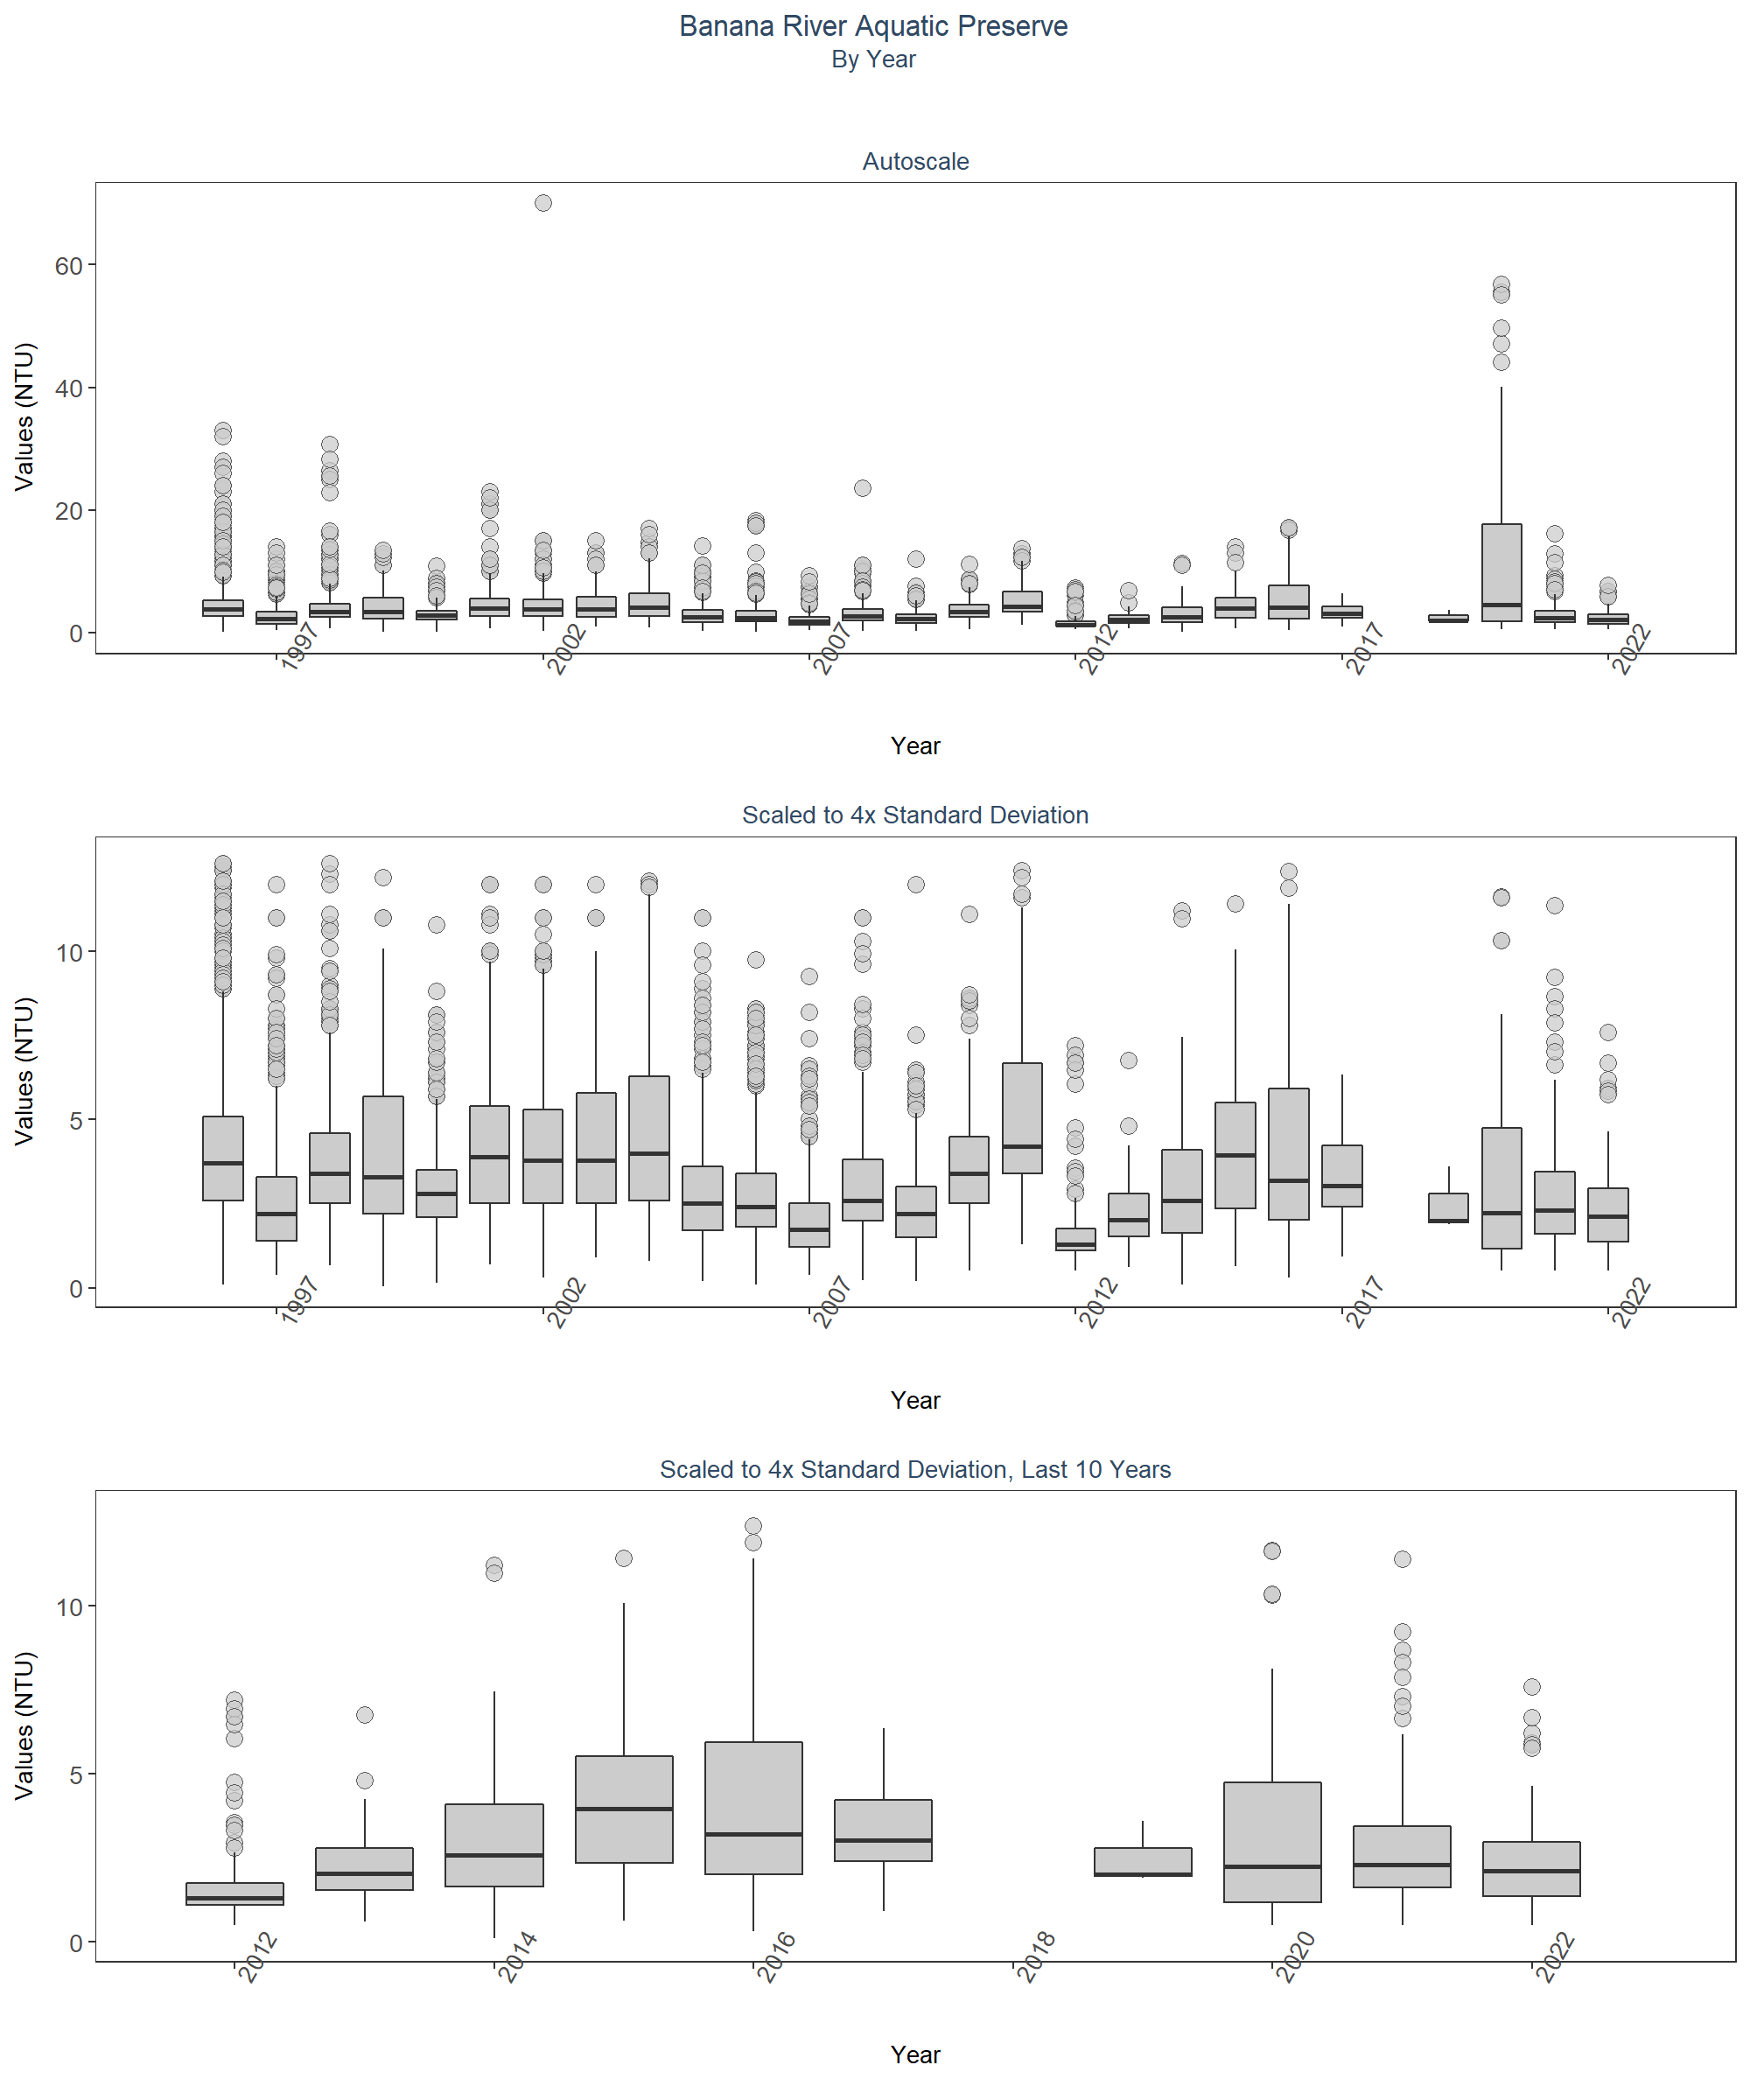 Banana River Aquatic Preserve
By Year
Autoscale
Values (NTU)
60
40
20
0
1997
2002
2007
2012
2017
2022
Year
Scaled to 4x Standard Deviation
Values (NTU)
10
5
0
1997
2002
2007
2012
2017
2022
Year
Scaled to 4x Standard Deviation, Last 10 Years
Values (NTU)
10
5
0
2012
2014
2016
2018
2020
2022
Year